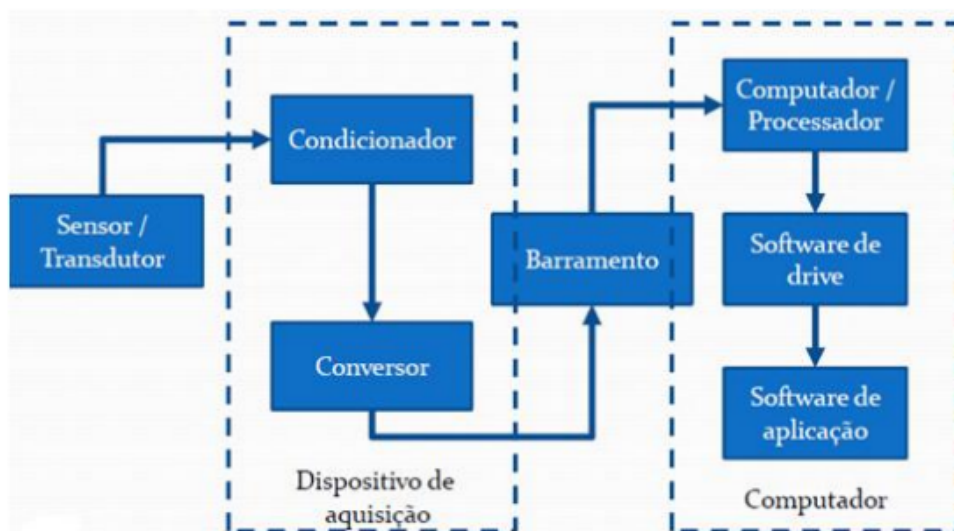 Sensor /
Transdutor
Condicionador
Conversor
Dispositivo de
aquisição
Barramento
Computador /
Processador
Software de
drive
Software de
aplicação
Computador